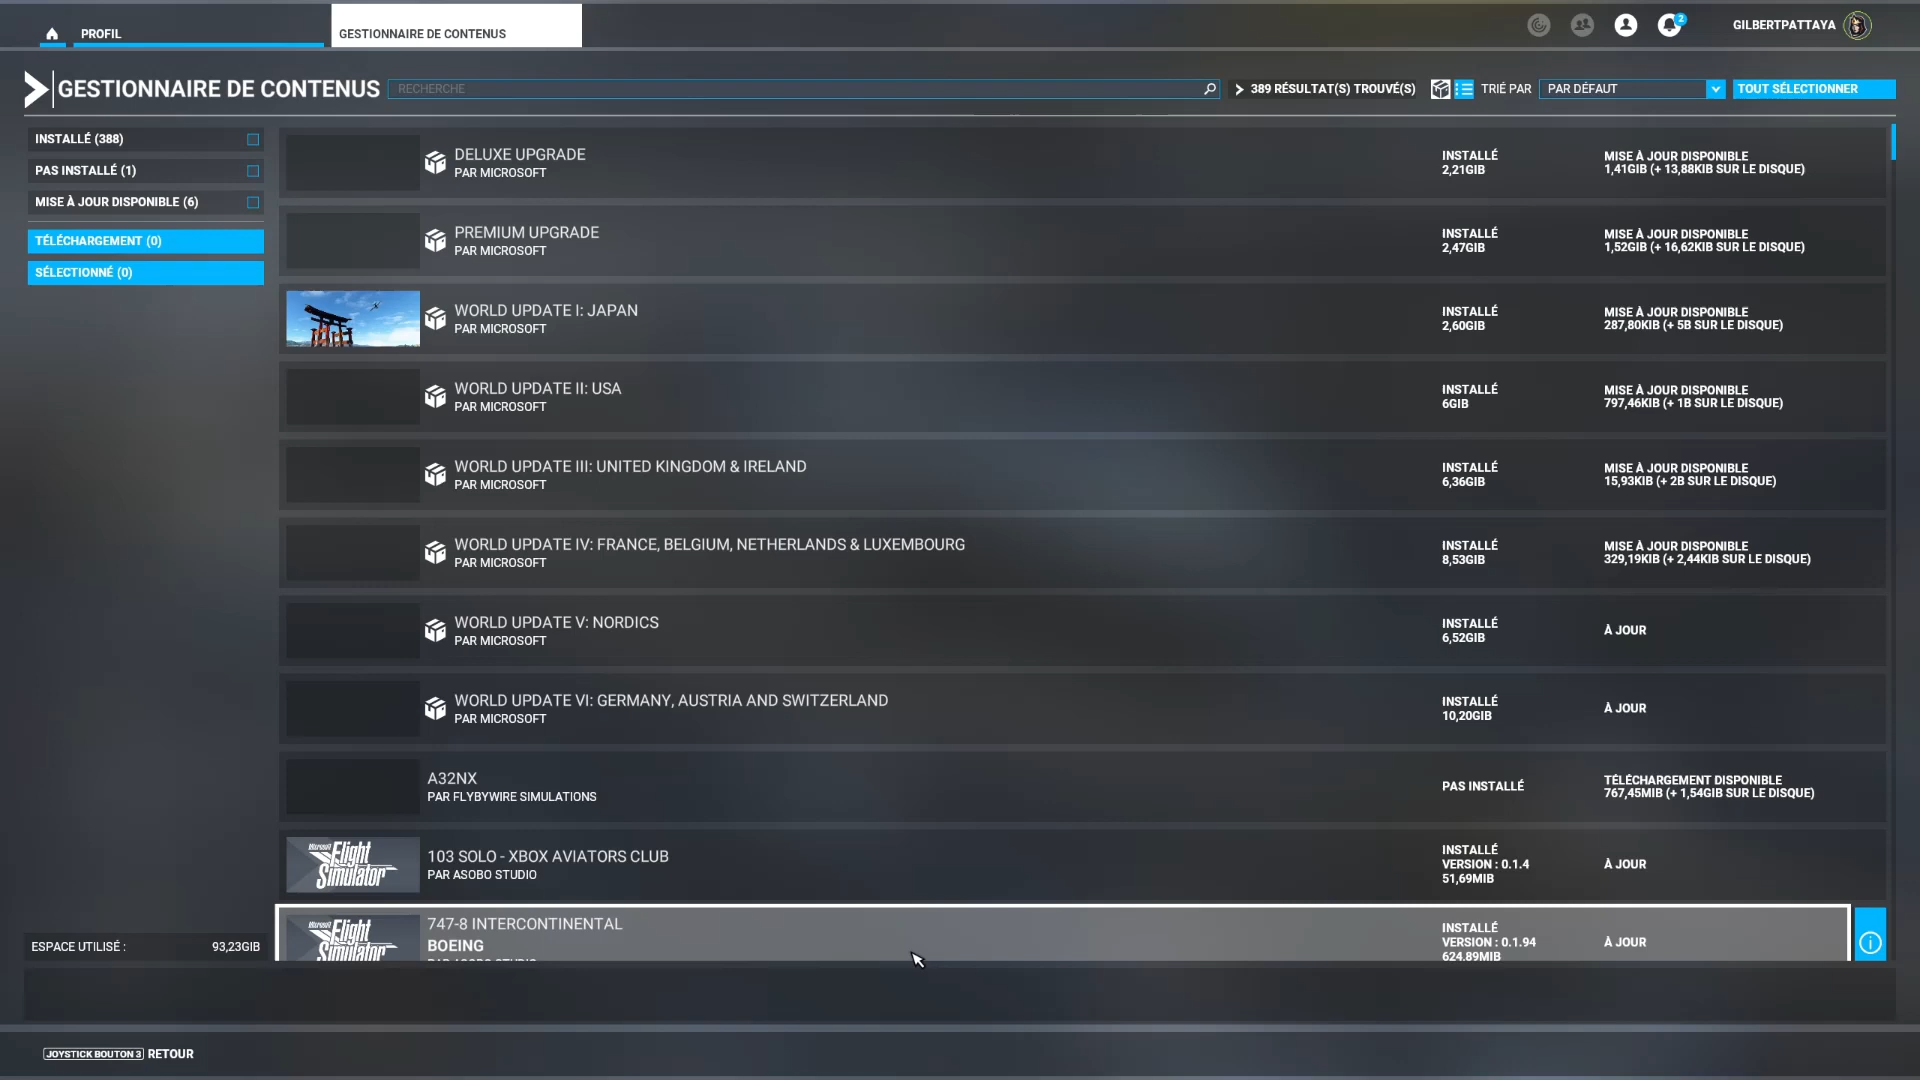 PROFIL
GESTIONNAIRE DE CONTENUS
2
GILBERTPATTAYA
GESTIONNAIRE DE CONTENUS
RECHERCHE
389 RÉSULTAT(S) TROUVÉ(S)
TRIÉ PAR
PAR DÉFAUT
TOUT SÉLECTIONNER
INSTALLÉ (388)
PAS INSTALLÉ (1)
MISE À JOUR DISPONIBLE (6)
TÉLÉCHARGEMENT (0)
SÉLECTIONNÉ (0)
DELUXE UPGRADE
PAR MICROSOFT
INSTALLÉ
2,21GIB
MISE À JOUR DISPONIBLE
1,41GIB (+ 13,88KIB SUR LE DISQUE)
PREMIUM UPGRADE
PAR MICROSOFT
INSTALLÉ
2,47GIB
MISE À JOUR DISPONIBLE
1,52GIB (+ 16,62KIB SUR LE DISQUE)
WORLD UPDATE I: JAPAN
PAR MICROSOFT
INSTALLÉ
2,60GIB
MISE À JOUR DISPONIBLE
287,80KIB (+ 5B SUR LE DISQUE)
WORLD UPDATE II: USA
PAR MICROSOFT
INSTALLÉ
6GIB
MISE À JOUR DISPONIBLE
797,46KIB (+ 1B SUR LE DISQUE)
WORLD UPDATE III: UNITED KINGDOM & IRELAND
PAR MICROSOFT
INSTALLÉ
6,36GIB
MISE À JOUR DISPONIBLE
15,93KIB (+ 2B SUR LE DISQUE)
WORLD UPDATE IV: FRANCE, BELGIUM, NETHERLANDS & LUXEMBOURG
PAR MICROSOFT
INSTALLÉ
8,53GIB
MISE À JOUR DISPONIBLE
329,19KIB (+ 2,44KIB SUR LE DISQUE)
WORLD UPDATE V: NORDICS
PAR MICROSOFT
INSTALLÉ
6,52GIB
À JOUR
WORLD UPDATE VI: GERMANY, AUSTRIA AND SWITZERLAND
PAR MICROSOFT
INSTALLÉ
10,20GIB
À JOUR
A32NX
PAR FLYBYWIRE SIMULATIONS
PAS INSTALLÉ
TÉLÉCHARGEMENT DISPONIBLE
767,45MIB (+ 1,54GIB SUR LE DISQUE)
Microsoft
Flight
Simulator
103 SOLO - XBOX AVIATORS CLUB
PAR ASOBO STUDIO
INSTALLÉ
VERSION : 0.1.4
51,69MIB
À JOUR
Microsoft
Flight
Simulator
747-8 INTERCONTINENTAL
BOEING
PAR ASOBO STUDIO
INSTALLÉ
VERSION : 0.1.94
624,89MIB
À JOUR
ESPACE UTILISÉ :
93,23GIB
JOYSTICK BOUTON 3 RETOUR